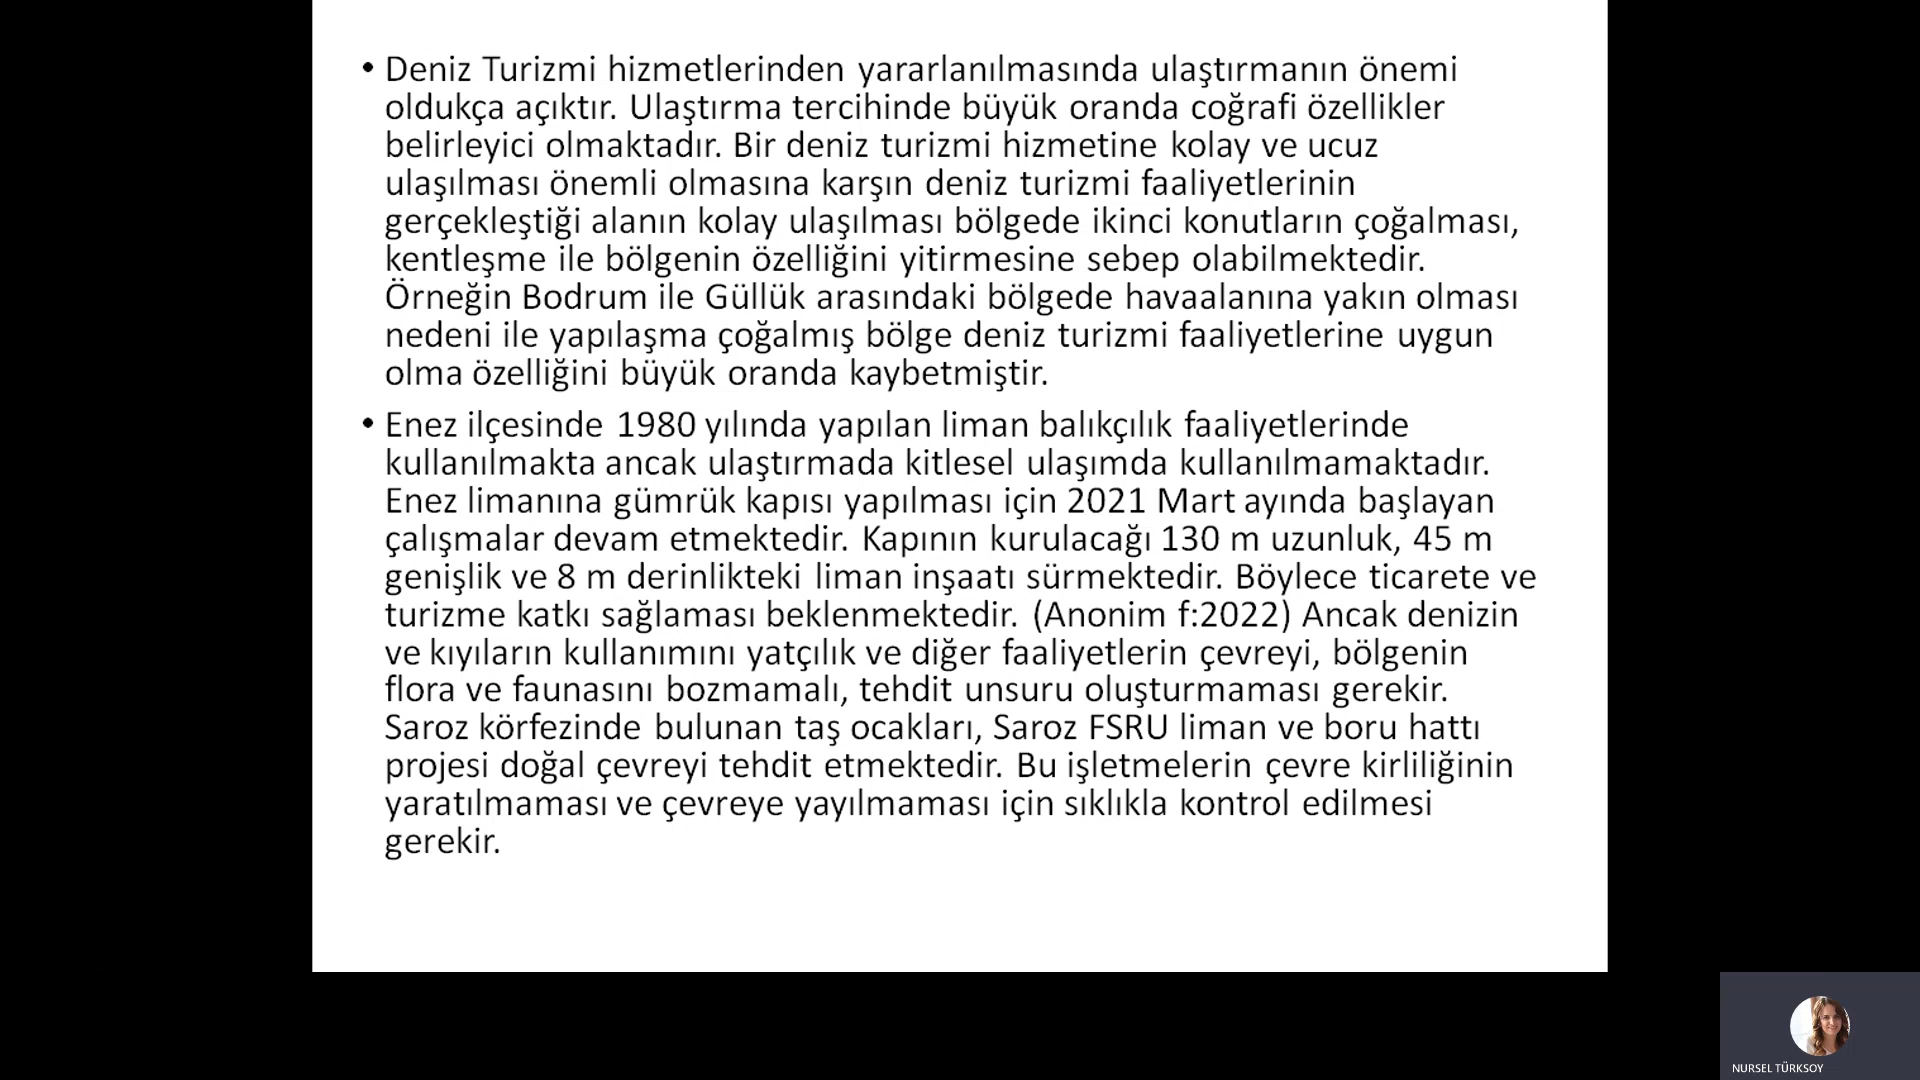 • Deniz Turizmi hizmetlerinden yararlanılmasında ulaştırmanın önemi
oldukça açıktır. Ulaştırma tercihinde büyük oranda coğrafi özellikler
belirleyici olmaktadır. Bir deniz turizmi hizmetine kolay ve ucuz
ulaşılması önemli olmasına karşın deniz turizmi faaliyetlerinin
gerçekleştiği alanın kolay ulaşılması bölgede ikinci konutların çoğalması,
kentleşme ile bölgenin özelliğini yitirmesine sebep olabilmektedir.
Örneğin Bodrum ile Güllük arasındaki bölgede havaalanına yakın olması
nedeni ile yapılaşma çoğalmış bölge deniz turizmi faaliyetlerine uygun
olma özelliğini büyük oranda kaybetmiştir.
• Enez ilçesinde 1980 yılında yapılan liman balıkçılık faaliyetlerinde
kullanılmakta ancak ulaştırmada kitlesel ulaşımda kullanılmamaktadır.
Enez limanına gümrük kapısı yapılması için 2021 Mart ayında başlayan
çalışmalar devam etmektedir. Kapının kurulacağı 130 m uzunluk, 45 m
genişlik ve 8 m derinlikteki liman inşaatı sürmektedir. Böylece ticarete ve
turizme katkı sağlaması beklenmektedir. (Anonim f:2022) Ancak denizin
ve kıyıların kullanımını yatçılık ve diğer faaliyetlerin çevreyi, bölgenin
flora ve faunasını bozmamalı, tehdit unsuru oluşturmaması gerekir.
Saroz körfezinde bulunan taş ocakları, Saroz FSRU liman ve boru hattı
projesi doğal çevreyi tehdit etmektedir. Bu işletmelerin çevre kirliliğinin
yaratılmaması ve çevreye yayılmaması için sıklıkla kontrol edilmesi
gerekir.
NURSEL TÜRKSOY